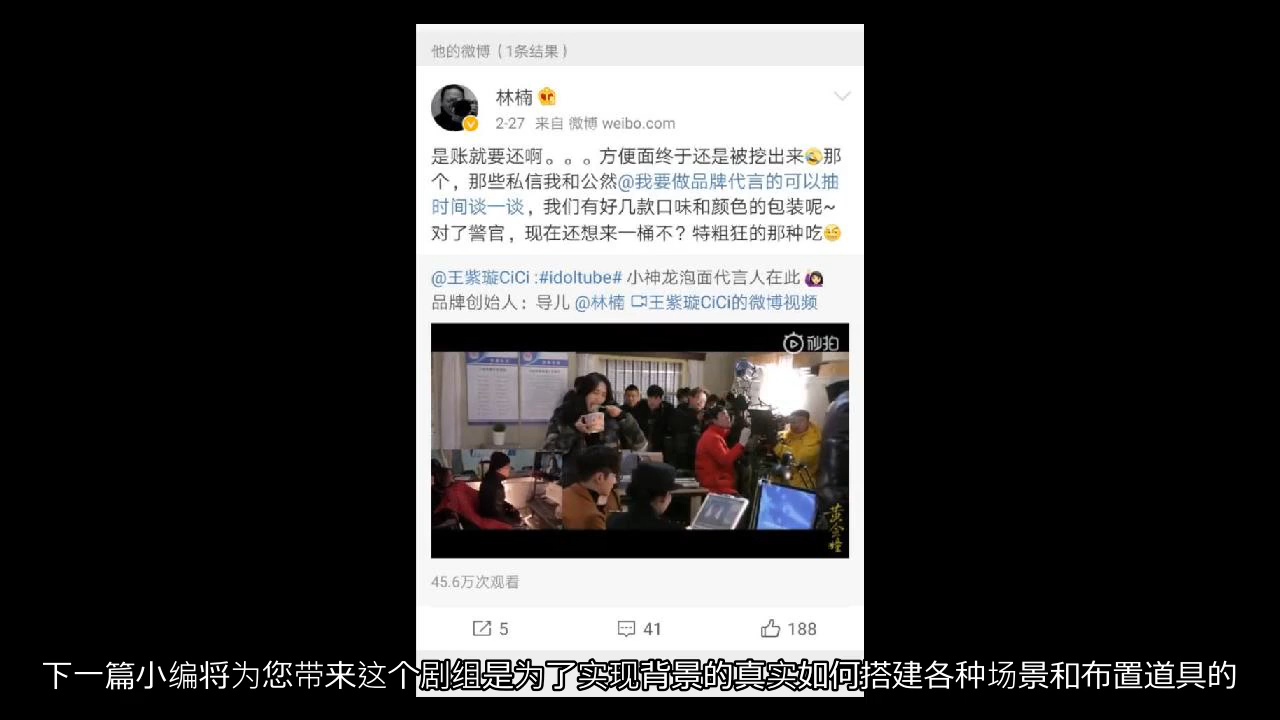 他的微博（1条结果）
林楠
2-27 来自 微博 weibo.com
是账就要还啊。。。方便面终于还是被挖出来那
个，那些私信我和公然@我要做品牌代言的可以抽
时间谈一谈，我们有好几款口味和颜色的包装呢~
对了警官，现在还想来一桶不？特粗狂的那种吃
@王紫璇CiCi :#idoltube# 小神龙泡面代言人在此
品牌创始人：导儿 @林楠 王紫璇CiCi的微博视频
秒拍
黄金瞳
45.6万次观看
5 41 188
下一篇小编将为您带来这个剧组是为了实现背景的真实如何搭建各种场景和布置道具的